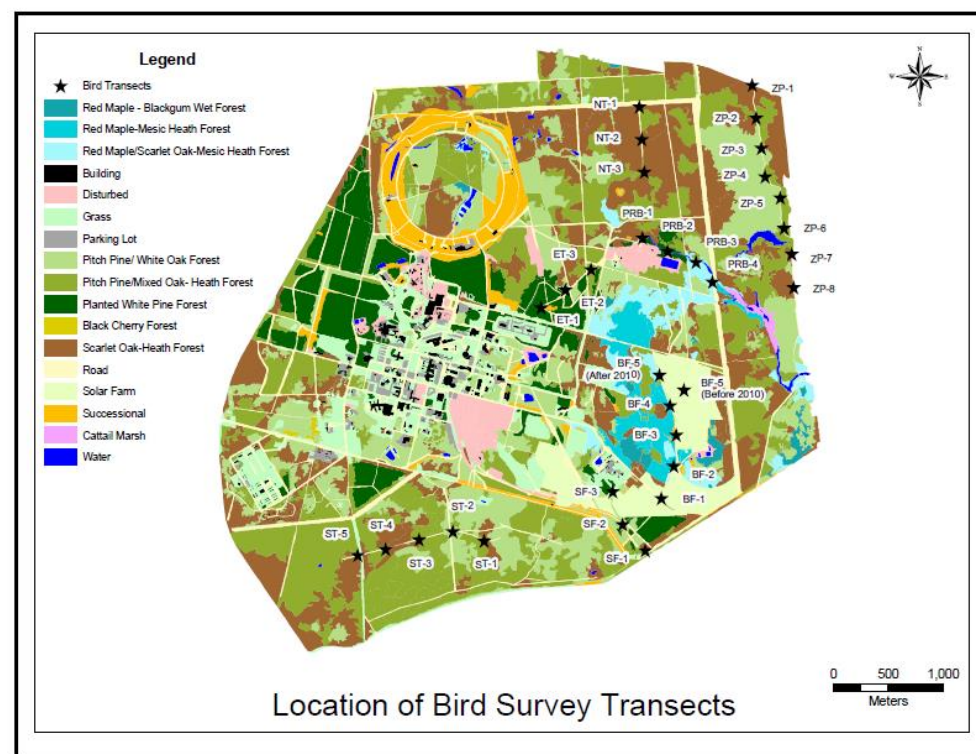 Legend
Bird Transects
Red Maple - Blackgum Wet Forest
Red Maple-Mesic Heath Forest
Red Maple/Scarlet Oak-Mesic Heath Forest
Building
Disturbed
Grass
Parking Lot
Pitch Pine/ White Oak Forest
Pitch Pine/Mixed Oak- Heath Forest
Planted White Pine Forest
Black Cherry Forest
Scarlet Oak-Heath Forest
Road
Solar Farm
Successional
Cattail Marsh
Water
N
W
E
S
ZP-1
NT-1
ZP-2
NT-2
ZP-3
NT-3
ZP-4
ZP-5
PRB-1
PRB-2
ZP-6
PRB-3
ZP-7
ET-3
PRB-4
ZP-8
ET-2
ET-1
BF-5
(After 2010)
BF-5
(Before 2010)
BF-4
BF-3
BF-2
SF-3
BF-1
ST-2
SF-2
ST-4
ST-5
ST-3
ST-1
SF-1
0 500 1,000
Meters
Location of Bird Survey Transects